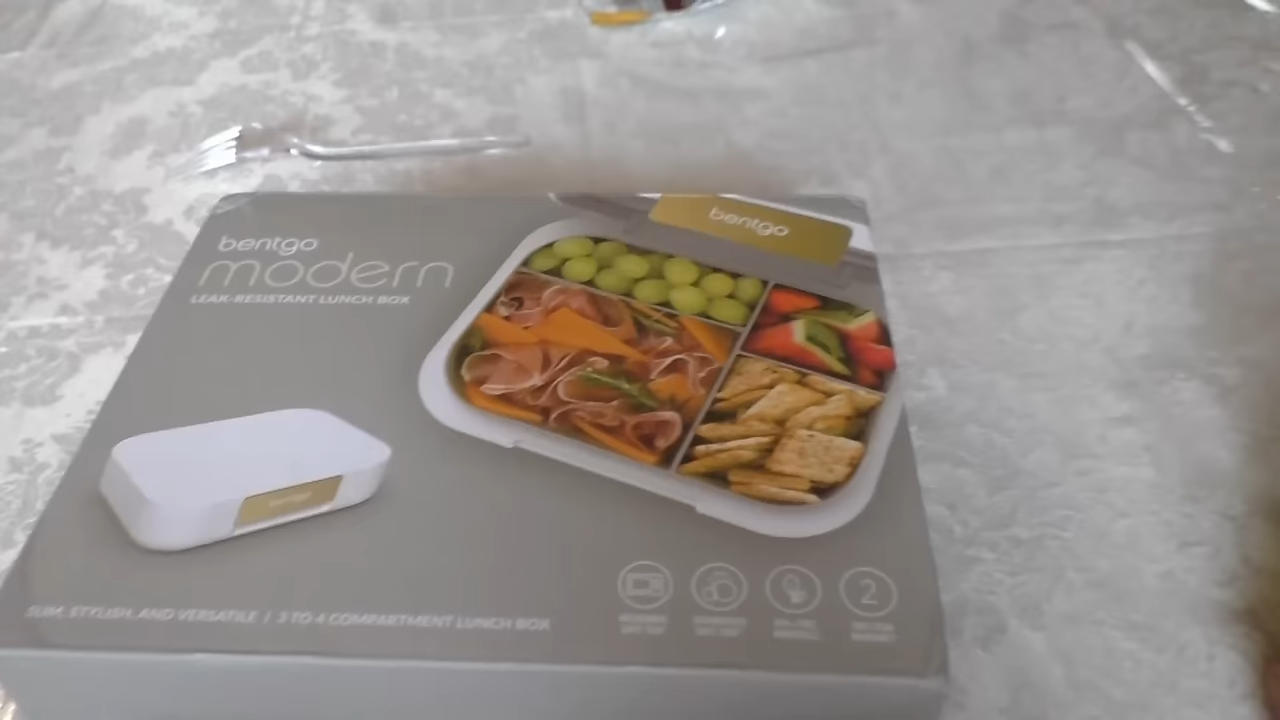 bentgo
bentgo
modern
LEAK-RESISTANT LUNCH BOX
SLIM, STYLISH, AND VERSATILE / 3 TO 4 COMPARTMENT LUNCH BOX
2